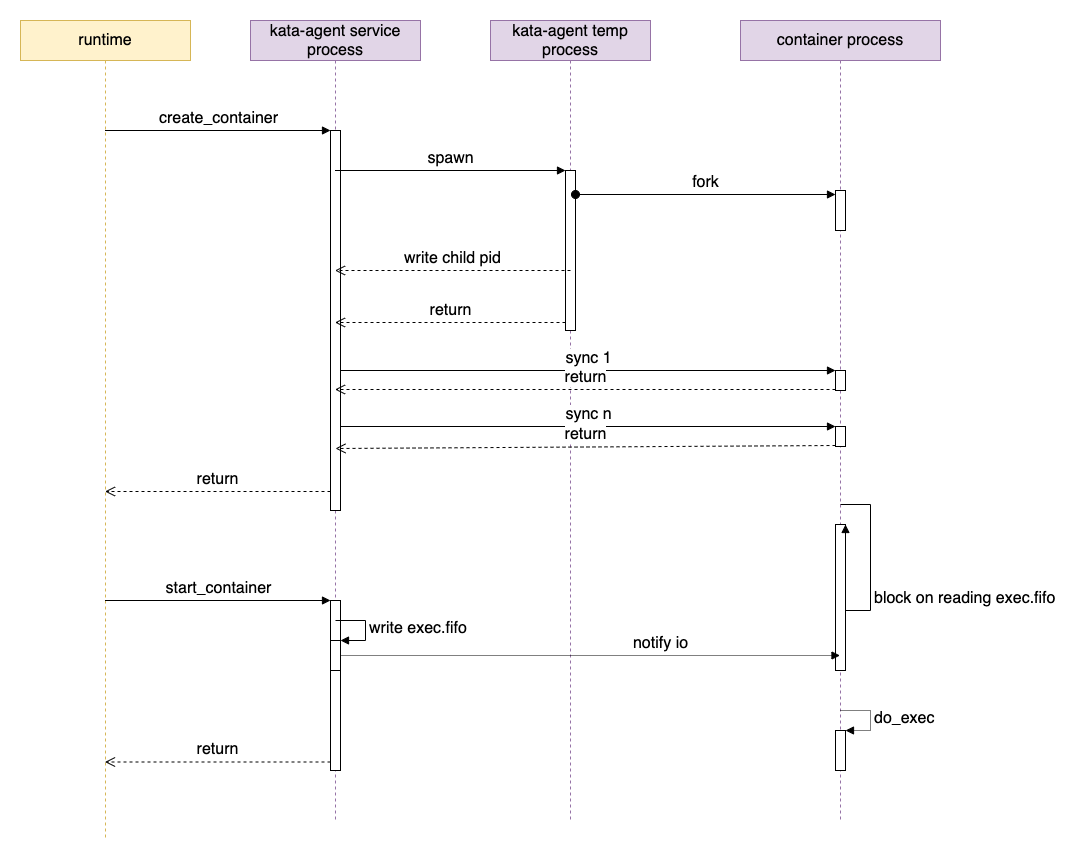 runtime
kata-agent service
process
kata-agent temp
process
container process
create_container
spawn
fork
write child pid
return
sync 1
return
sync n
return
return
block on reading exec.fifo
start_container
write exec.fifo
notify io
do_exec
return